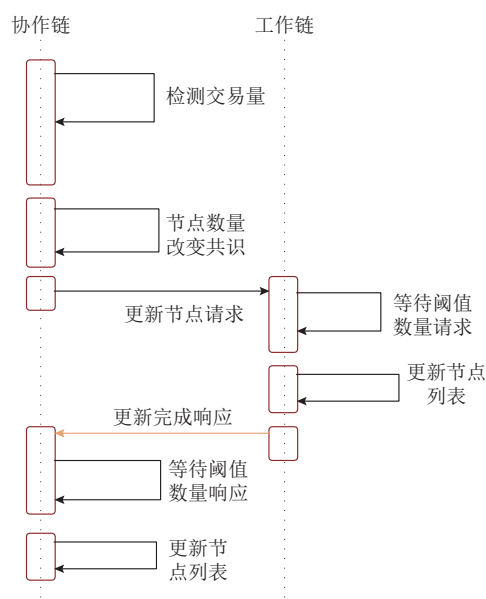 协作链
工作链
检测交易量
节点数量
改变共识
更新节点请求
等待阈值
数量请求
更新节点
列表
更新完成响应
等待阈值
数量响应
更新节
点列表